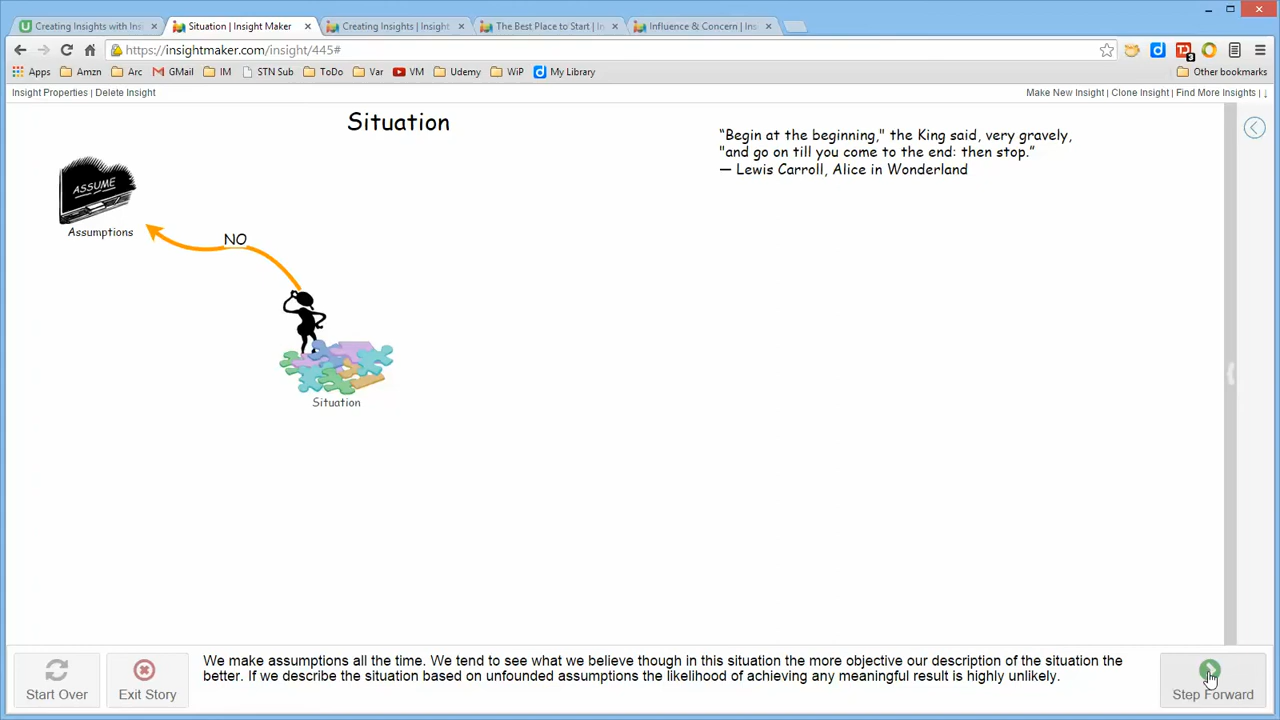 Creating Insights with Insi
Situation | Insight Maker
Creating Insights | Insight
The Best Place to Start | In
Influence & Concern | Ins
https://insightmaker.com/insight/445#
3
Apps
Amzn
Arc
GMail
IM
STN Sub
ToDo
Var
VM
Udemy
WiP
My Library
Other bookmarks
Insight Properties | Delete Insight
Make New Insight | Clone Insight | Find More Insights | ↓
Situation
“Begin at the beginning," the King said, very gravely,
"and go on till you come to the end: then stop.”
— Lewis Carroll, Alice in Wonderland
ASSUME
Assumptions
NO
Situation
We make assumptions all the time. We tend to see what we believe though in this situation the more objective our description of the situation the
better. If we describe the situation based on unfounded assumptions the likelihood of achieving any meaningful result is highly unlikely.
Start Over
Exit Story
Step Forward